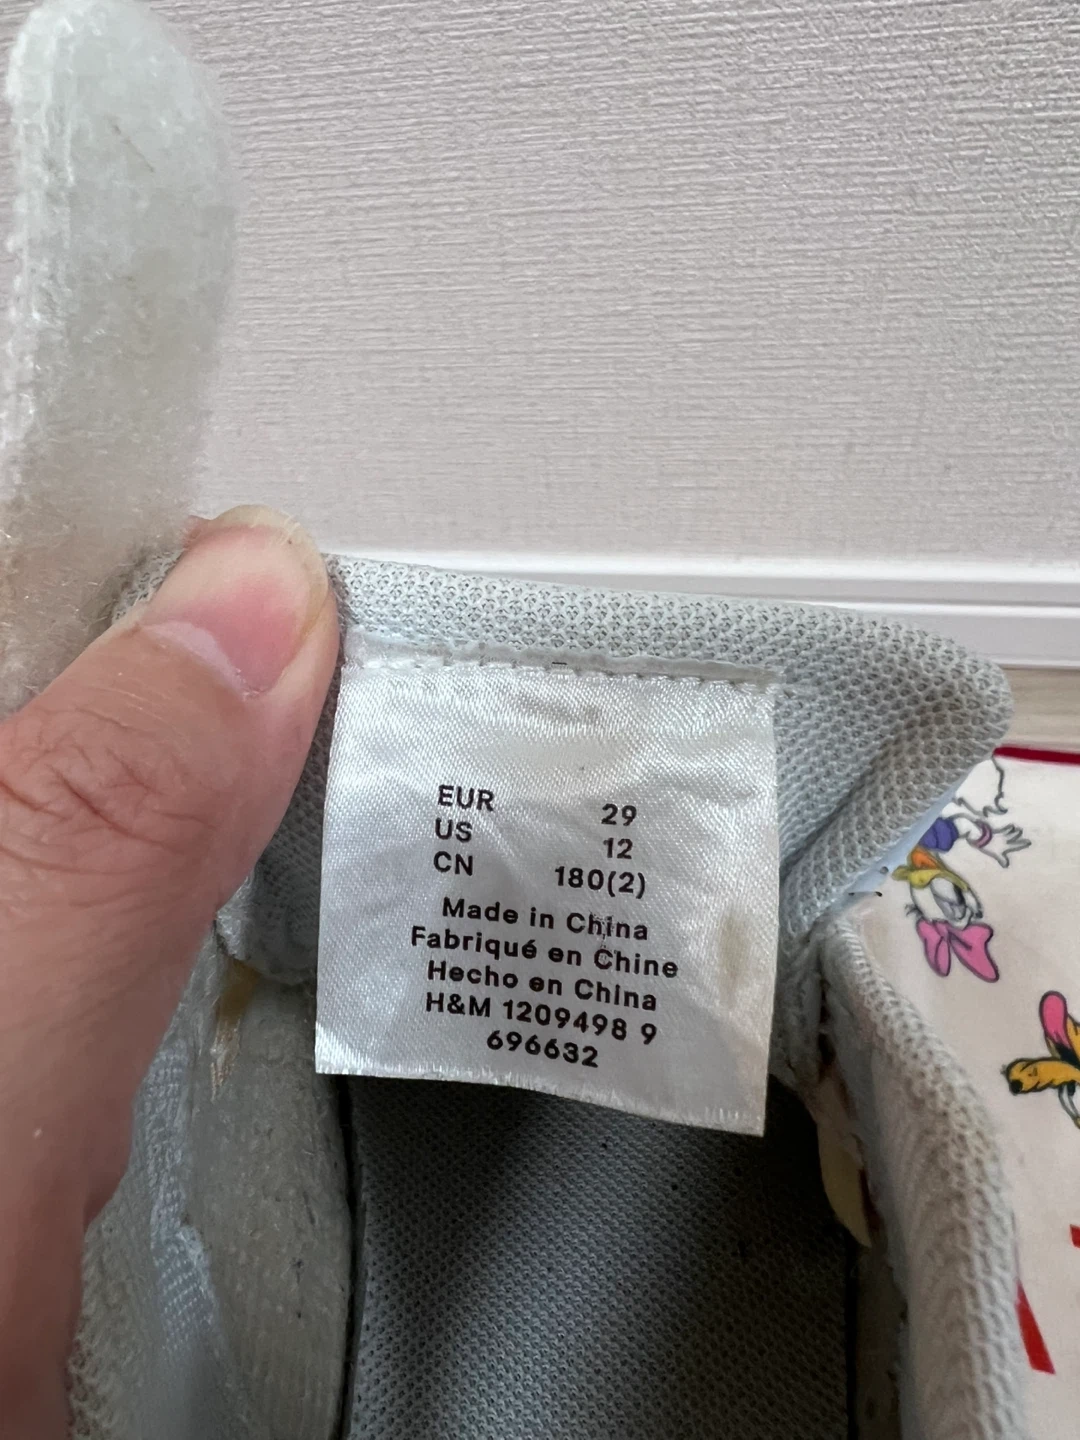 EUR 29
US 12
CN 180(2)
Made in China
Fabriqué en Chine
Hecho en China
H&M 1209498 9
696632